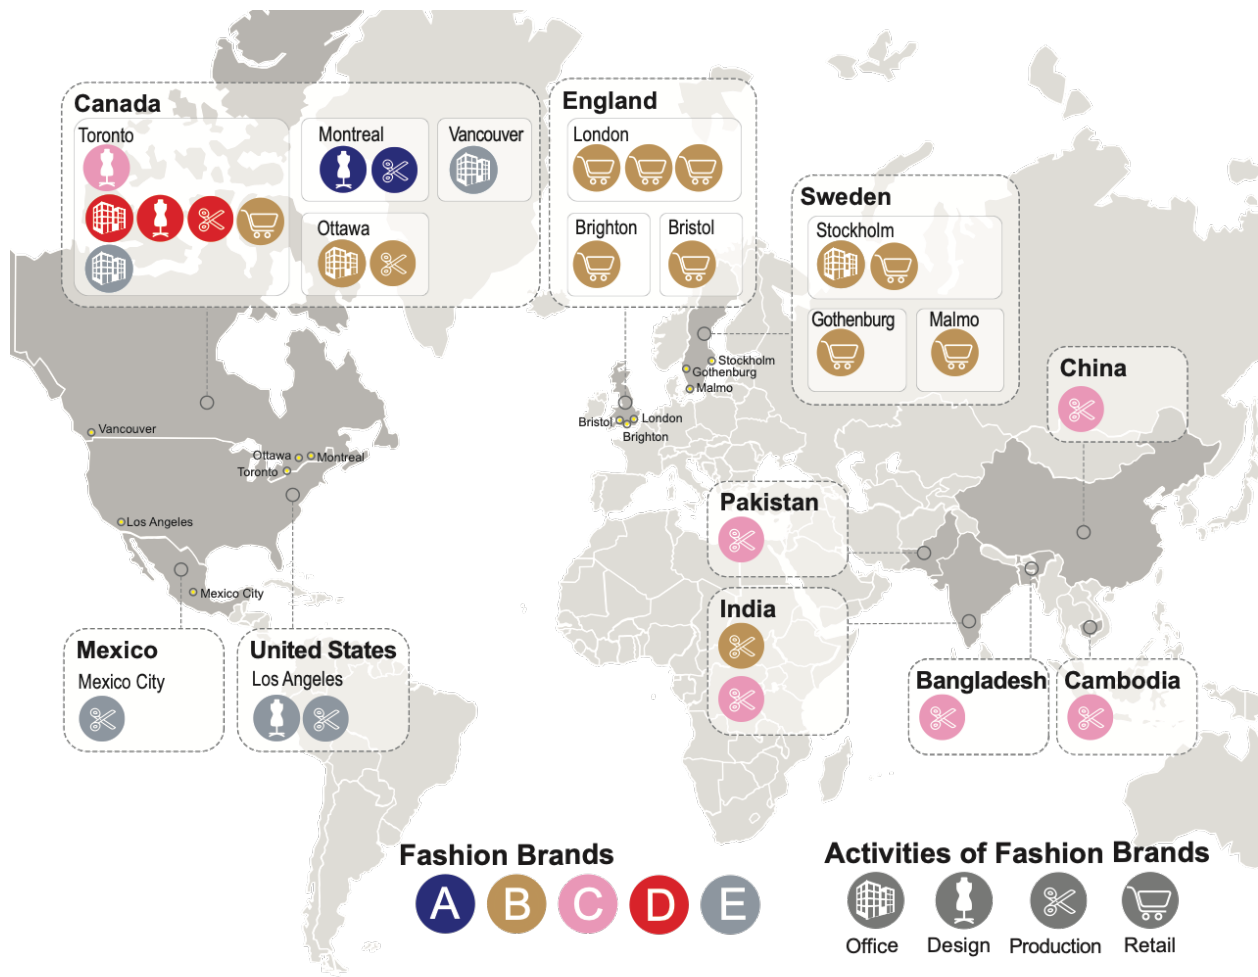 Canada
Toronto
Montreal
Vancouver
Ottawa
England
London
Brighton
Bristol
Sweden
Stockholm
Gothenburg
Malmo
China
Stockholm
Gothenburg
Malmo
London
Bristol
Brighton
Vancouver
Ottawa
Montreal
Toronto
Los Angeles
Mexico City
Pakistan
India
Mexico
Mexico City
United States
Los Angeles
Bangladesh
Cambodia
Fashion Brands
A B C D E
Activities of Fashion Brands
Office Design Production Retail